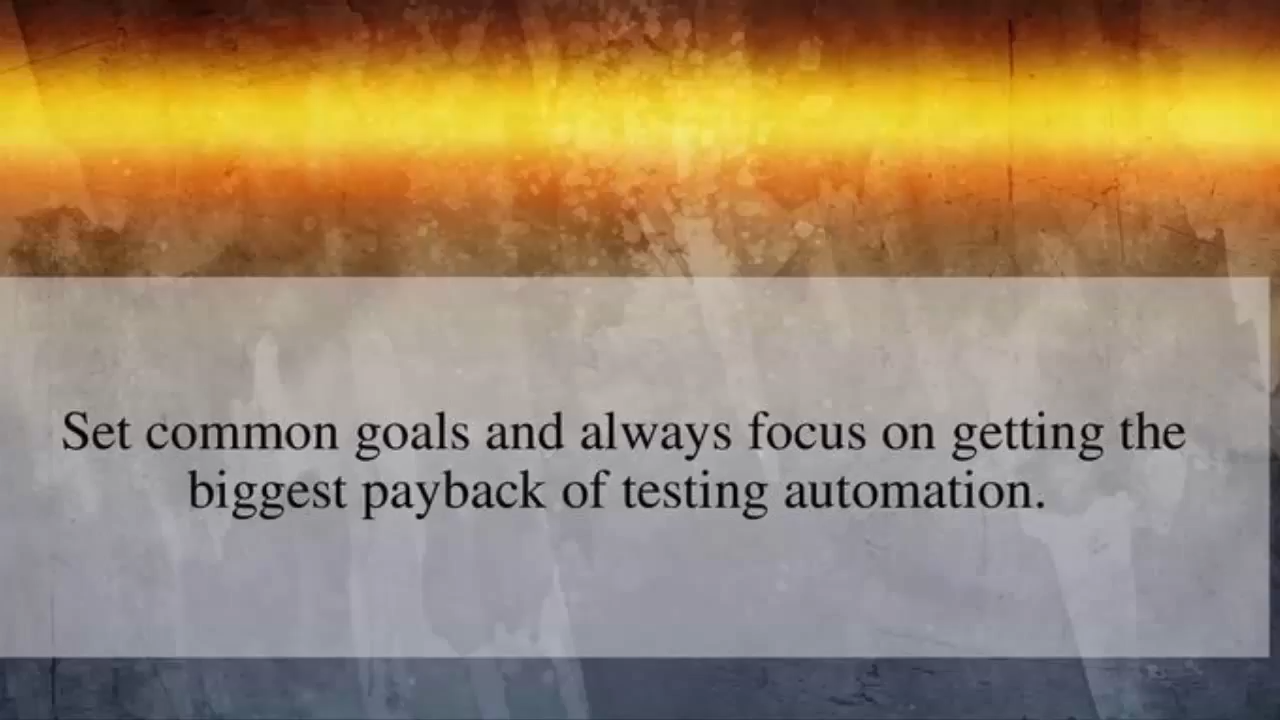 Set common goals and always focus on getting the
biggest payback of testing automation.